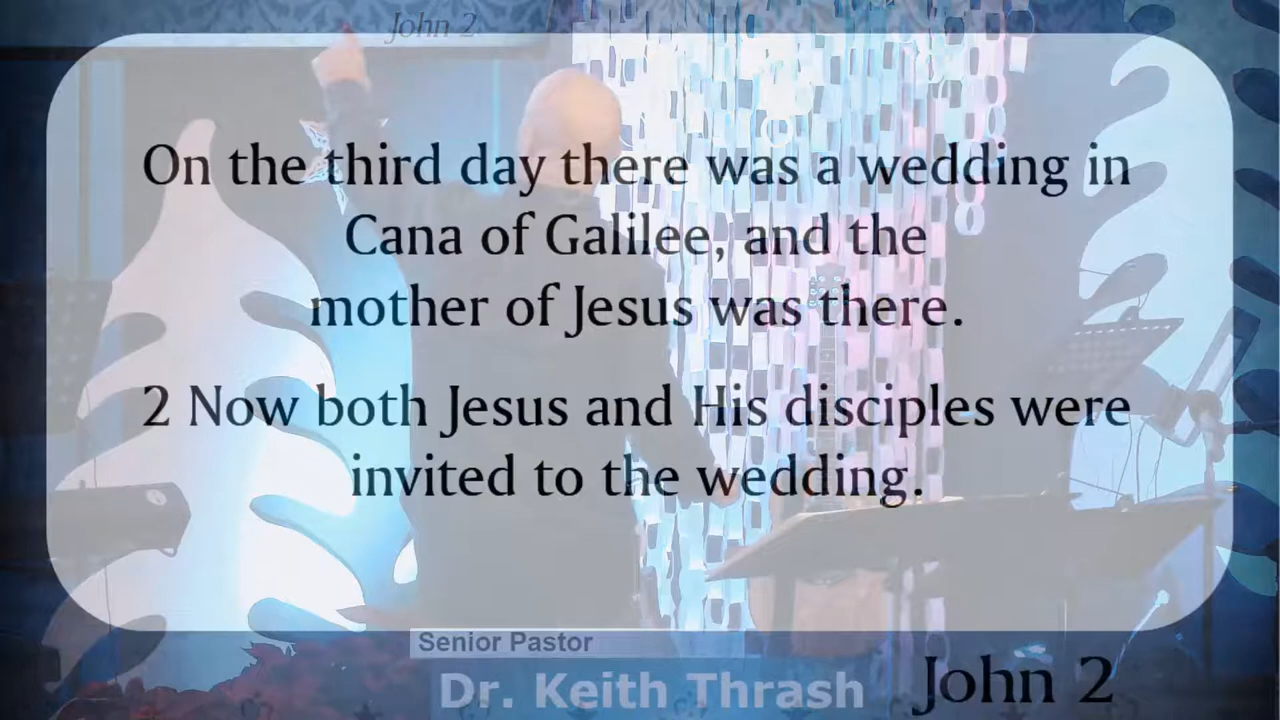 John 2
On the third day there was a wedding in
Cana of Galilee, and the
mother of Jesus was there.
2 Now both Jesus and His disciples were
invited to the wedding.
Senior Pastor
Dr. Keith Thrash
John 2